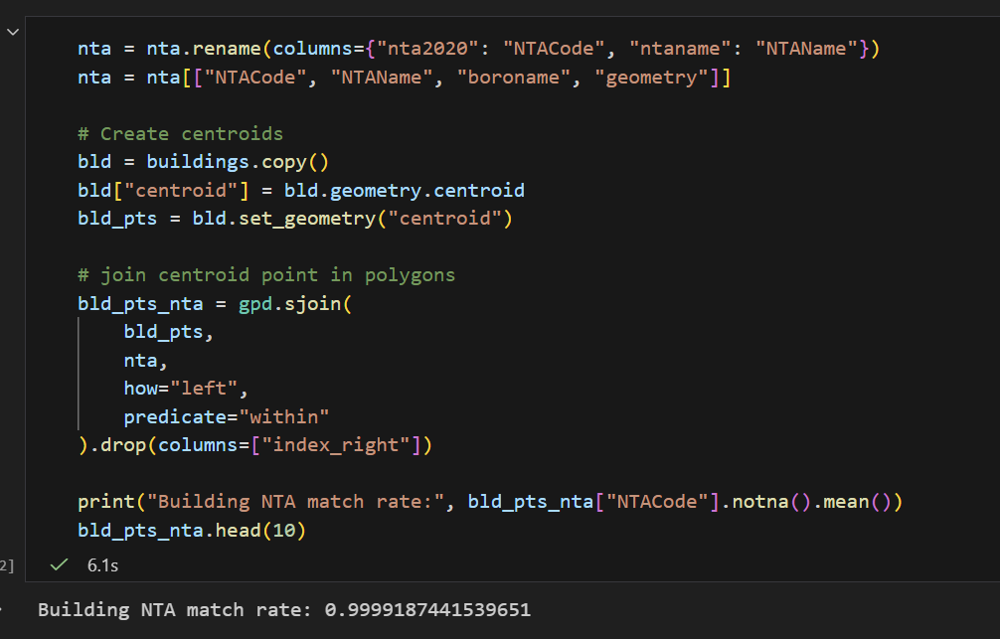 nta = nta.rename(columns={"nta2020": "NTACode", "ntaname": "NTAName"})
nta = nta[["NTACode", "NTAName", "boroname", "geometry"]]
# Create centroids
bld = buildings.copy()
bld["centroid"] = bld.geometry.centroid
bld_pts = bld.set_geometry("centroid")
# join centroid point in polygons
bld_pts_nta = gpd.sjoin(
    bld_pts,
    nta,
    how="left",
    predicate="within"
).drop(columns=["index_right"])
print("Building NTA match rate:", bld_pts_nta["NTACode"].notna().mean())
bld_pts_nta.head(10)
2] 6.1s
Building NTA match rate: 0.9999187441539651